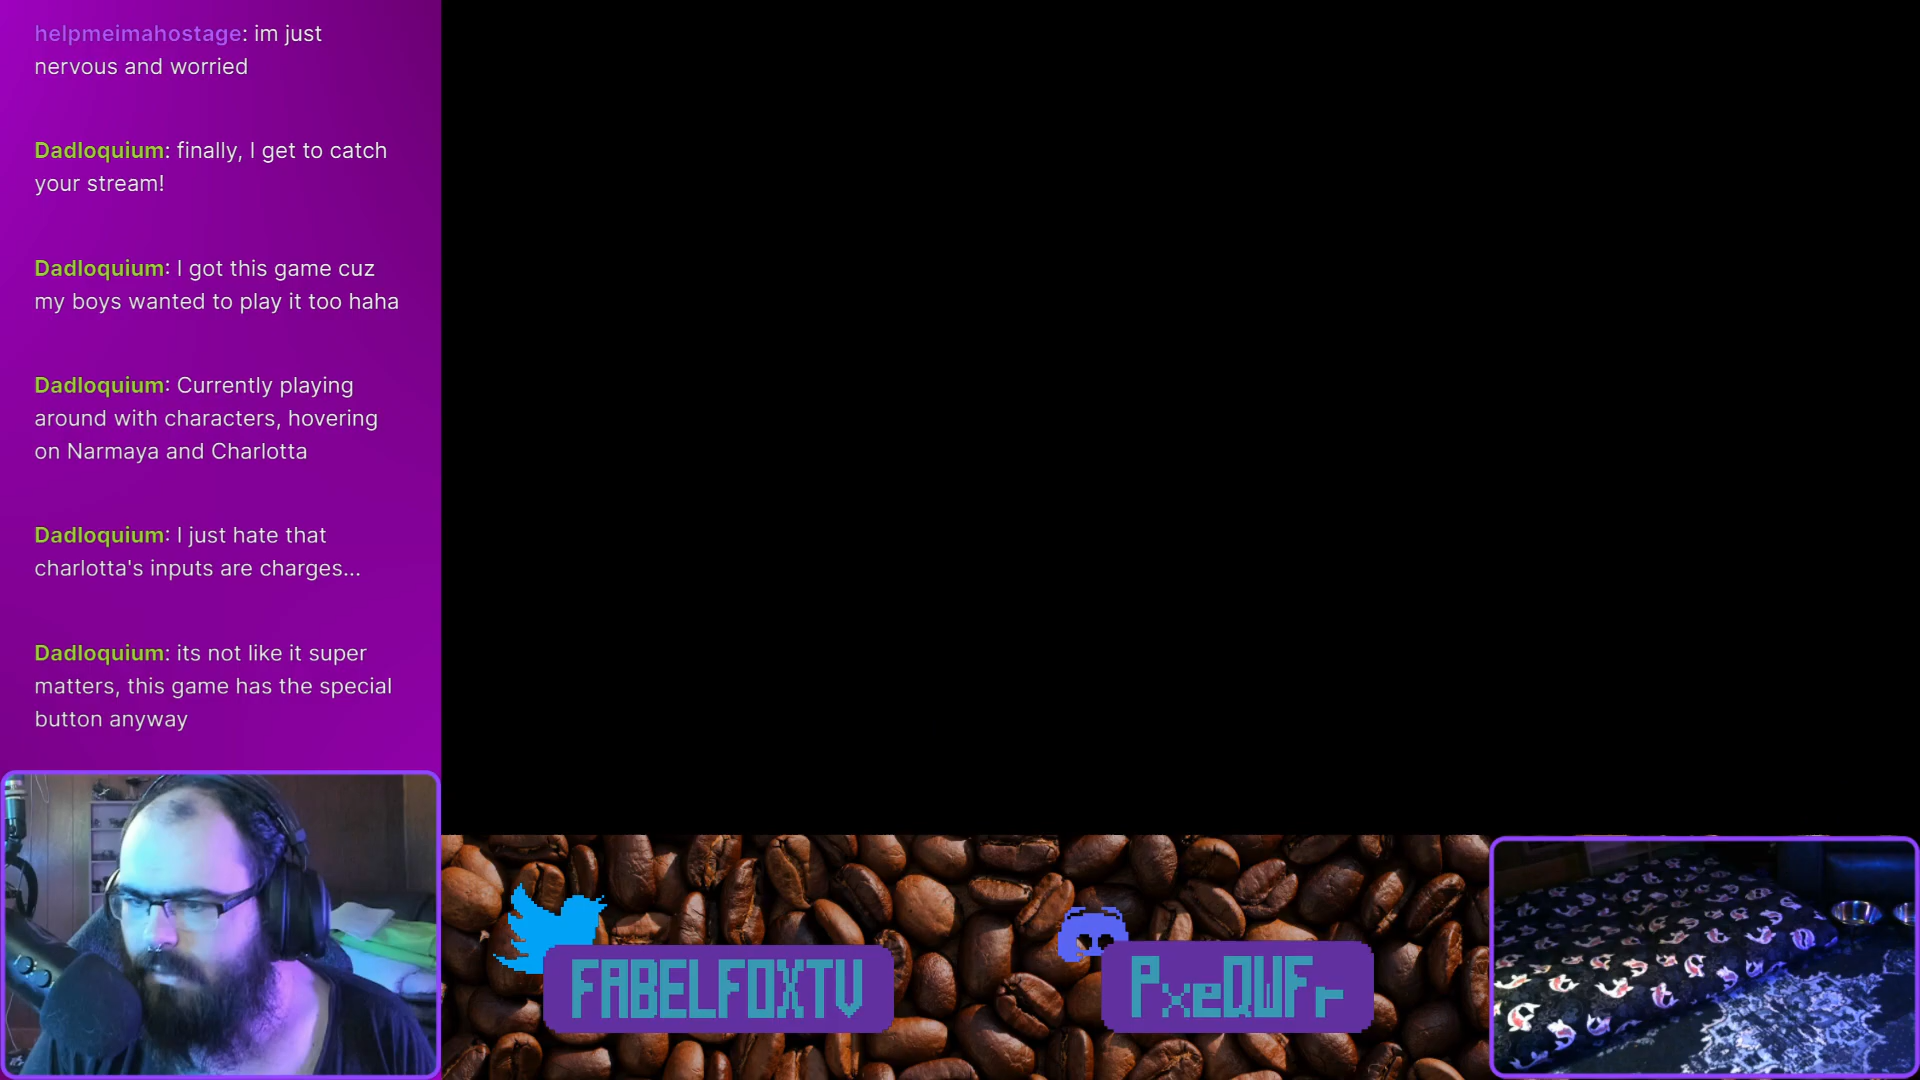 helpmeimahostage: im just
nervous and worried
Dadloquium: finally, I get to catch
your stream!
Dadloquium: I got this game cuz
my boys wanted to play it too haha
Dadloquium: Currently playing
around with characters, hovering
on Narmaya and Charlotta
Dadloquium: I just hate that
charlotta's inputs are charges...
Dadloquium: its not like it super
matters, this game has the special
button anyway
FABELFOXTV
PxeQWFr